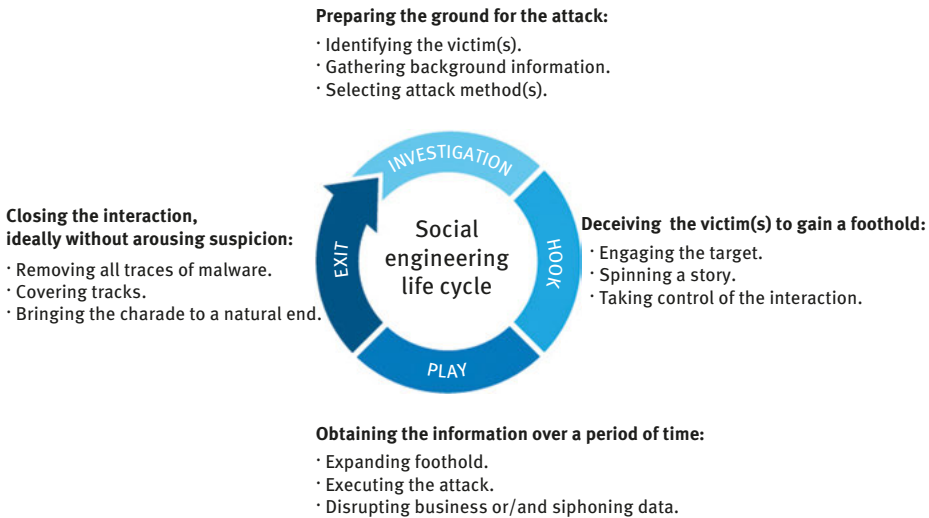 Preparing the ground for the attack:
· Identifying the victim(s).
· Gathering background information.
· Selecting attack method(s).
INVESTIGATION
Closing the interaction,
ideally without arousing suspicion:
· Removing all traces of malware.
· Covering tracks.
· Bringing the charade to a natural end.
EXIT
Social
engineering
life cycle
HOOK
Deceiving the victim(s) to gain a foothold:
· Engaging the target.
· Spinning a story.
· Taking control of the interaction.
PLAY
Obtaining the information over a period of time:
· Expanding foothold.
· Executing the attack.
· Disrupting business or/and siphoning data.